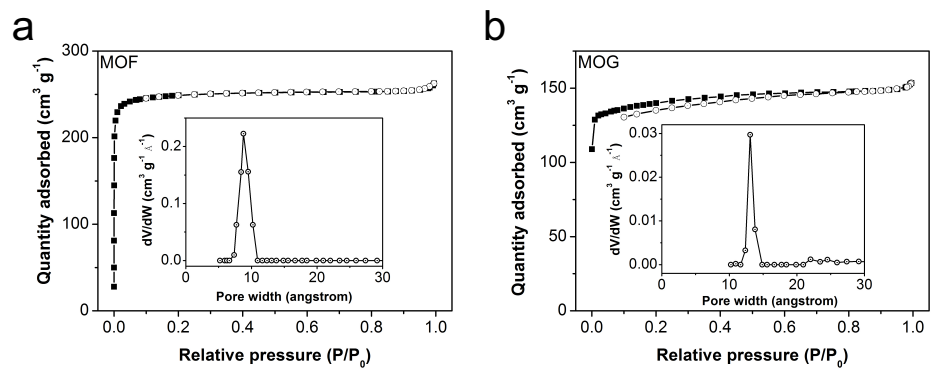 a
MOF
Quantity adsorbed (cm³ g⁻¹)
300
200
100
0
0.0 0.2 0.4 0.6 0.8 1.0
Relative pressure (P/P₀)
dV/dW (cm³ g⁻¹ Å⁻¹)
0.2
0.1
0.0
0 10 20 30
Pore width (angstrom)
b
MOG
Quantity adsorbed (cm³ g⁻¹)
150
100
50
0
0.0 0.2 0.4 0.6 0.8 1.0
Relative pressure (P/P₀)
dV/dW (cm³ g⁻¹ Å⁻¹)
0.03
0.02
0.01
0.00
0 10 20 30
Pore width (angstrom)